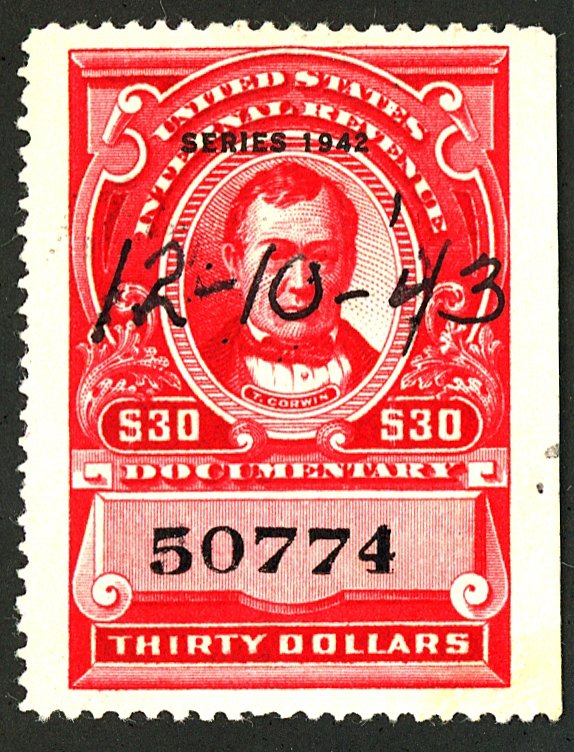 UNITED STATES
INTERNAL REVENUE
SERIES 1942
12-10-'43
T. CORWIN
$30 $30
DOCUMENTARY
50774
THIRTY DOLLARS